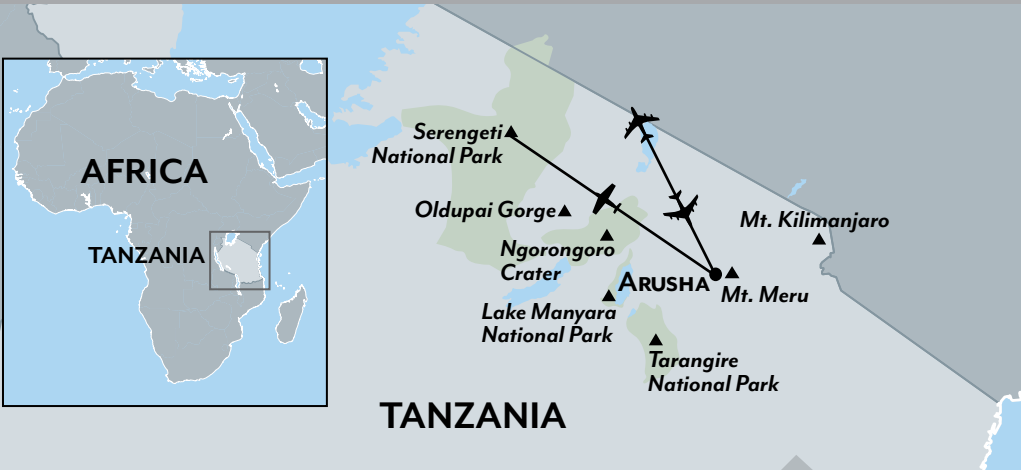 AFRICA
TANZANIA
Serengeti
National Park
Oldupai Gorge
Ngorongoro
Crater
Lake Manyara
National Park
ARUSHA
Mt. Meru
Mt. Kilimanjaro
Tarangire
National Park
TANZANIA